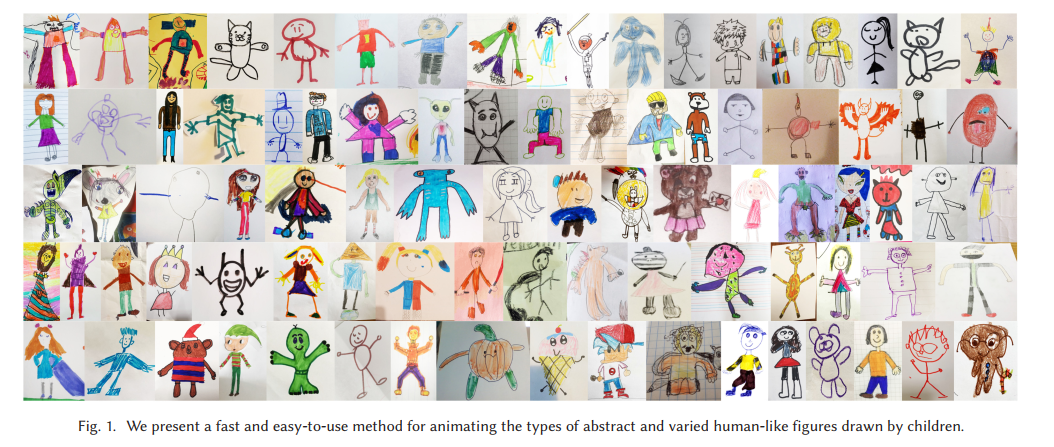 Fig. 1. We present a fast and easy-to-use method for animating the types of abstract and varied human-like figures drawn by children.